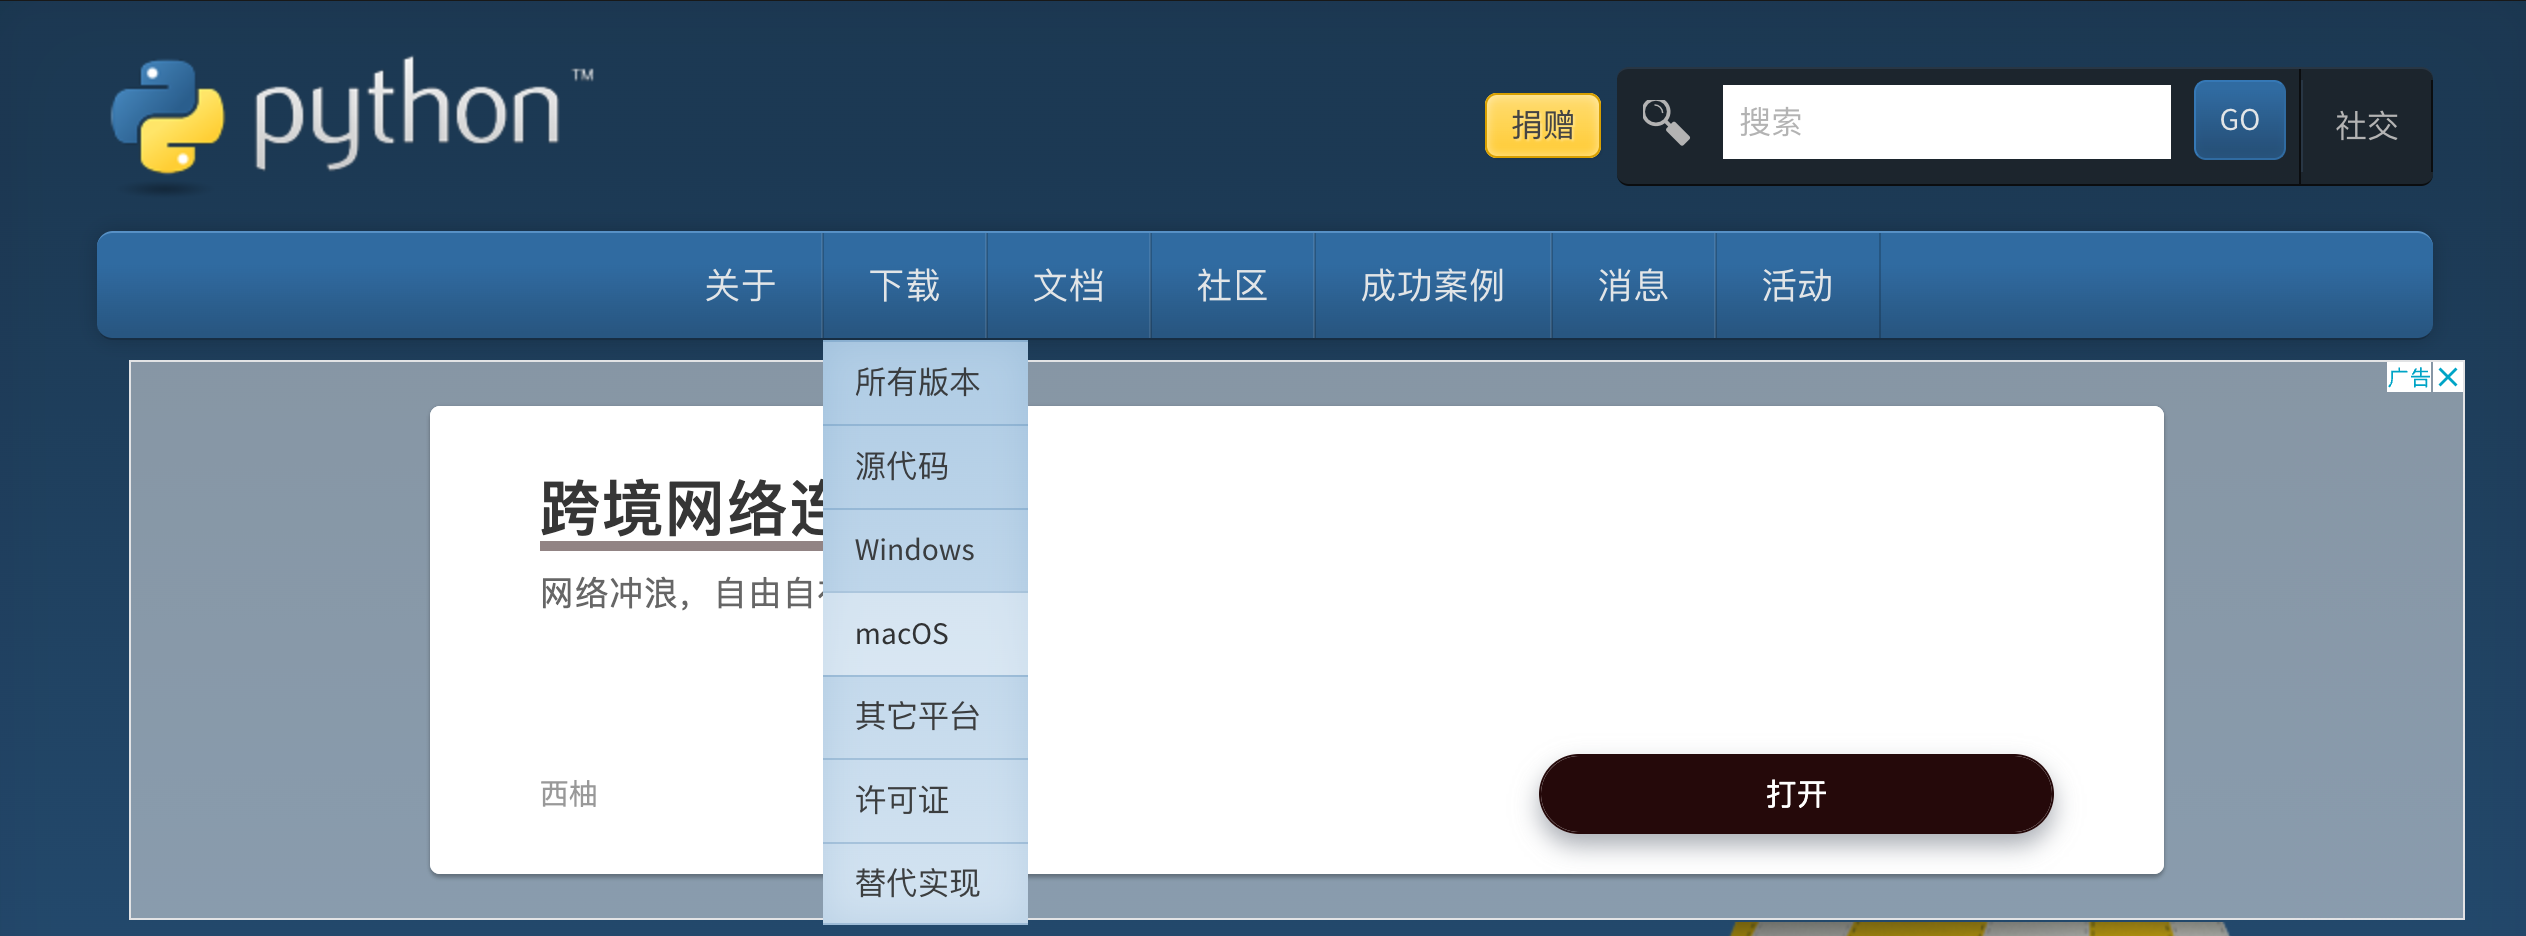 python™
捐赠
搜索
GO
社交
关于 下载 文档 社区 成功案例 消息 活动
所有版本
源代码
Windows
macOS
其它平台
许可证
替代实现
广告
跨境网络连
网络冲浪，自由自
西柚
打开